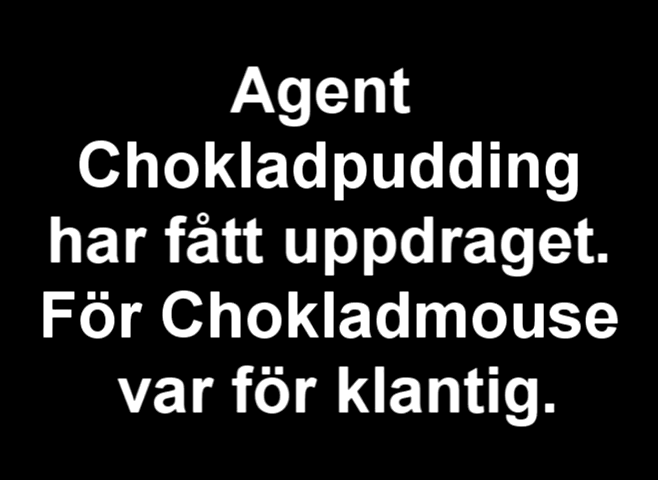 Agent
Chokladpudding
har fått uppdraget.
För Chokladmouse
var för klantig.